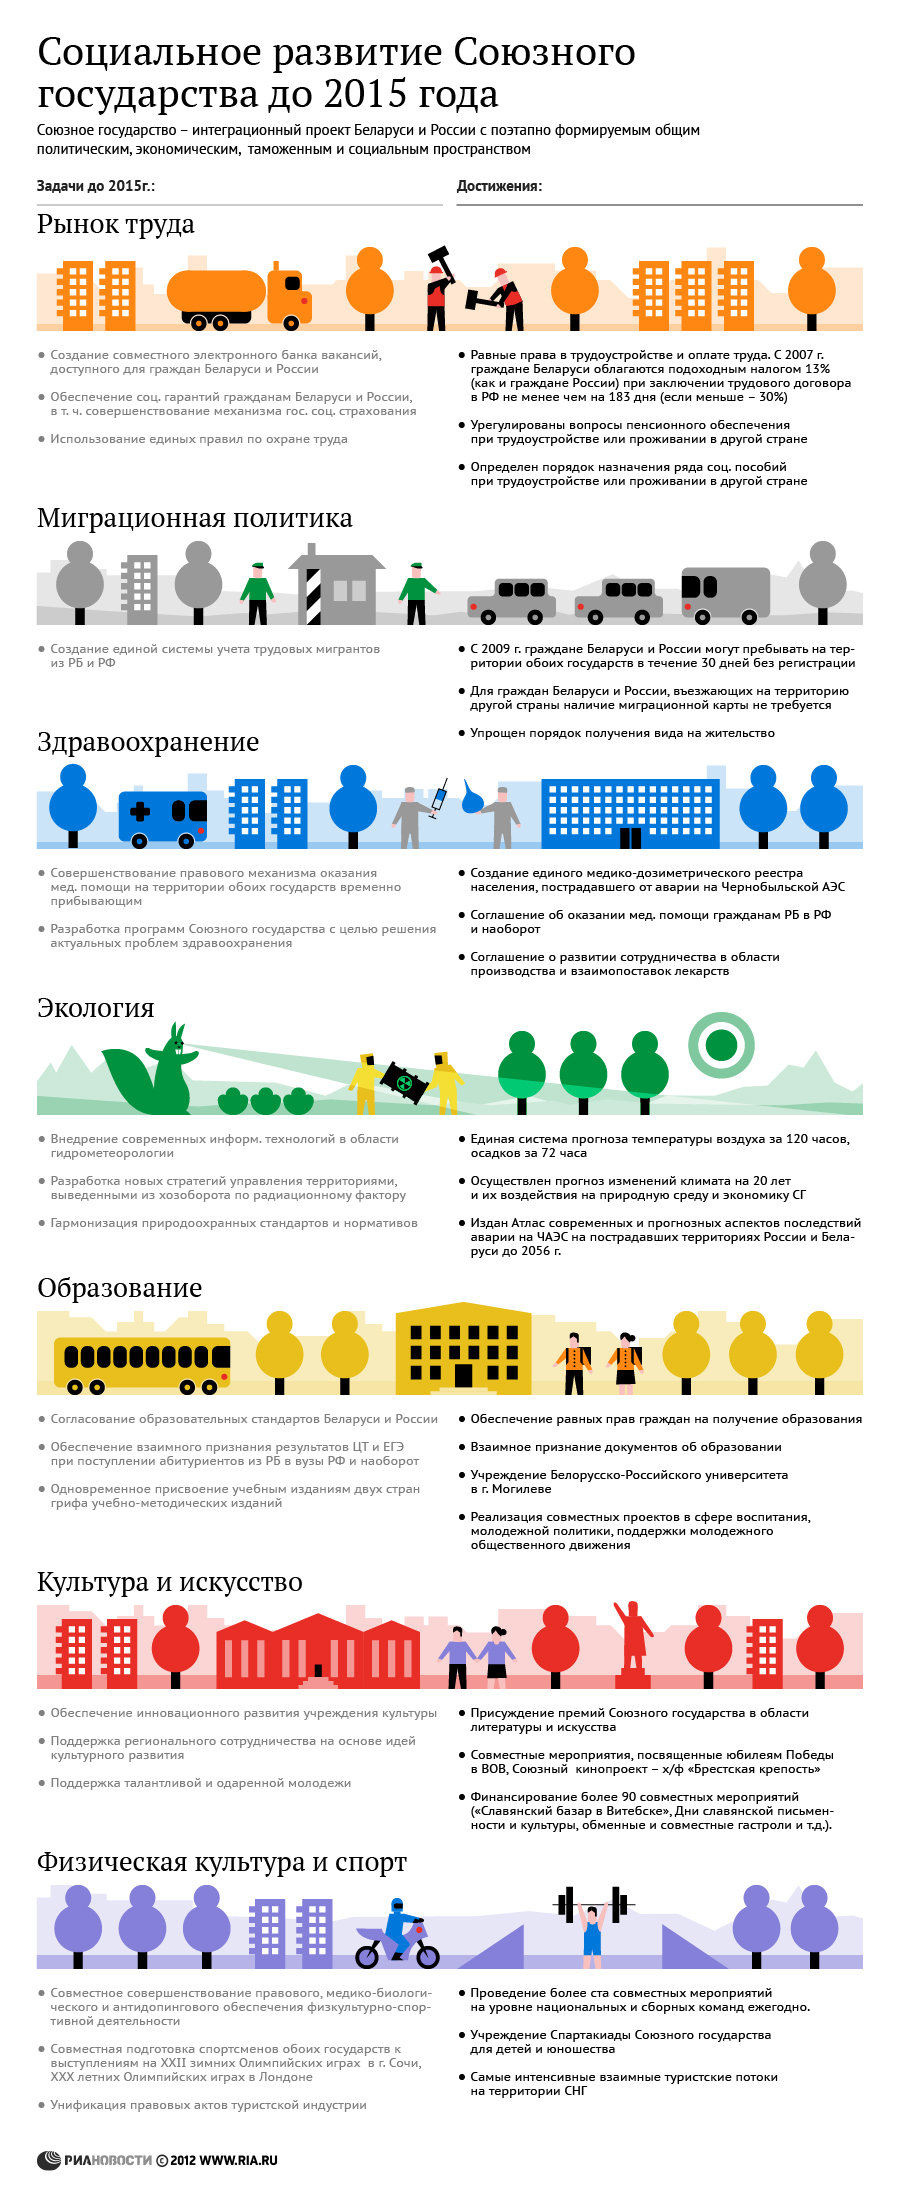 Социальное развитие Союзного
государства до 2015 года
Союзное государство – интеграционный проект Беларуси и России с поэтапно формируемым общим
политическим, экономическим, таможенным и социальным пространством
Задачи до 2015г.:
Достижения:
Рынок труда
● Создание совместного электронного банка вакансий,
доступного для граждан Беларуси и России
● Обеспечение соц. гарантий гражданам Беларуси и России,
в т. ч. совершенствование механизма гос. соц. страхования
● Использование единых правил по охране труда
● Равные права в трудоустройстве и оплате труда. С 2007 г.
граждане Беларуси облагаются подоходным налогом 13%
(как и граждане России) при заключении трудового договора
в РФ не менее чем на 183 дня (если меньше – 30%)
● Урегулированы вопросы пенсионного обеспечения
при трудоустройстве или проживании в другой стране
● Определен порядок назначения ряда соц. пособий
при трудоустройстве или проживании в другой стране
Миграционная политика
● Создание единой системы учета трудовых мигрантов
из РБ и РФ
● С 2009 г. граждане Беларуси и России могут пребывать на тер-
ритории обоих государств в течение 30 дней без регистрации
● Для граждан Беларуси и России, въезжающих на территорию
другой страны наличие миграционной карты не требуется
● Упрощен порядок получения вида на жительство
Здравоохранение
● Совершенствование правового механизма оказания
мед. помощи на территории обоих государств временно
прибывающим
● Разработка программ Союзного государства с целью решения
актуальных проблем здравоохранения
● Создание единого медико-дозиметрического реестра
населения, пострадавшего от аварии на Чернобыльской АЭС
● Соглашение об оказании мед. помощи гражданам РБ в РФ
и наоборот
● Соглашение о развитии сотрудничества в области
производства и взаимопоставок лекарств
Экология
● Внедрение современных информ. технологий в области
гидрометеорологии
● Разработка новых стратегий управления территориями,
выведенными из хозоборота по радиационному фактору
● Гармонизация природоохранных стандартов и нормативов
● Единая система прогноза температуры воздуха за 120 часов,
осадков за 72 часа
● Осуществлен прогноз изменений климата на 20 лет
и их воздействия на природную среду и экономику СГ
● Издан Атлас современных и прогнозных аспектов последствий
аварии на ЧАЭС на пострадавших территориях России и Бела-
руси до 2056 г.
Образование
● Согласование образовательных стандартов Беларуси и России
● Обеспечение взаимного признания результатов ЦТ и ЕГЭ
при поступлении абитуриентов из РБ в вузы РФ и наоборот
● Одновременное присвоение учебным изданиям двух стран
грифа учебно-методических изданий
● Обеспечение равных прав граждан на получение образования
● Взаимное признание документов об образовании
● Учреждение Белорусско-Российского университета
в г. Могилеве
● Реализация совместных проектов в сфере воспитания,
молодежной политики, поддержки молодежного
общественного движения
Культура и искусство
● Обеспечение инновационного развития учреждения культуры
● Поддержка регионального сотрудничества на основе идей
культурного развития
● Поддержка талантливой и одаренной молодежи
● Присуждение премий Союзного государства в области
литературы и искусства
● Совместные мероприятия, посвященные юбилеям Победы
в ВОВ, Союзный кинопроект – х/ф «Брестская крепость»
● Финансирование более 90 совместных мероприятий
(«Славянский базар в Витебске», Дни славянской письмен-
ности и культуры, обменные и совместные гастроли и т.д.).
Физическая культура и спорт
● Совместное совершенствование правового, медико-биологи-
ческого и антидопингового обеспечения физкультурно-спор-
тивной деятельности
● Совместная подготовка спортсменов обоих государств к
выступлениям на XXII зимних Олимпийских играх в г. Сочи,
XXX летних Олимпийских играх в Лондоне
● Унификация правовых актов туристской индустрии
● Проведение более ста совместных мероприятий
на уровне национальных и сборных команд ежегодно.
● Учреждение Спартакиады Союзного государства
для детей и юношества
● Самые интенсивные взаимные туристские потоки
на территории СНГ
РИАНОВОСТИ © 2012 WWW.RIA.RU